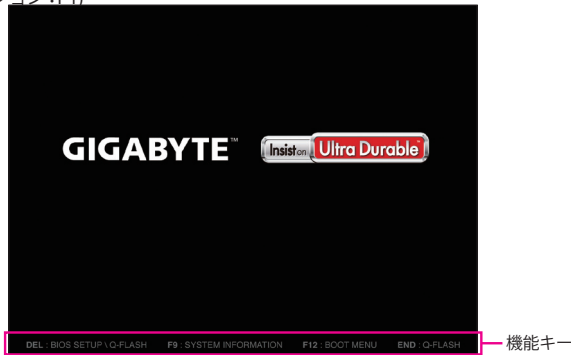 GIGABYTE™
Insist on Ultra Durable™
DEL : BIOS SETUP \ Q-FLASH F9 : SYSTEM INFORMATION F12 : BOOT MENU END : Q-FLASH
機能キー